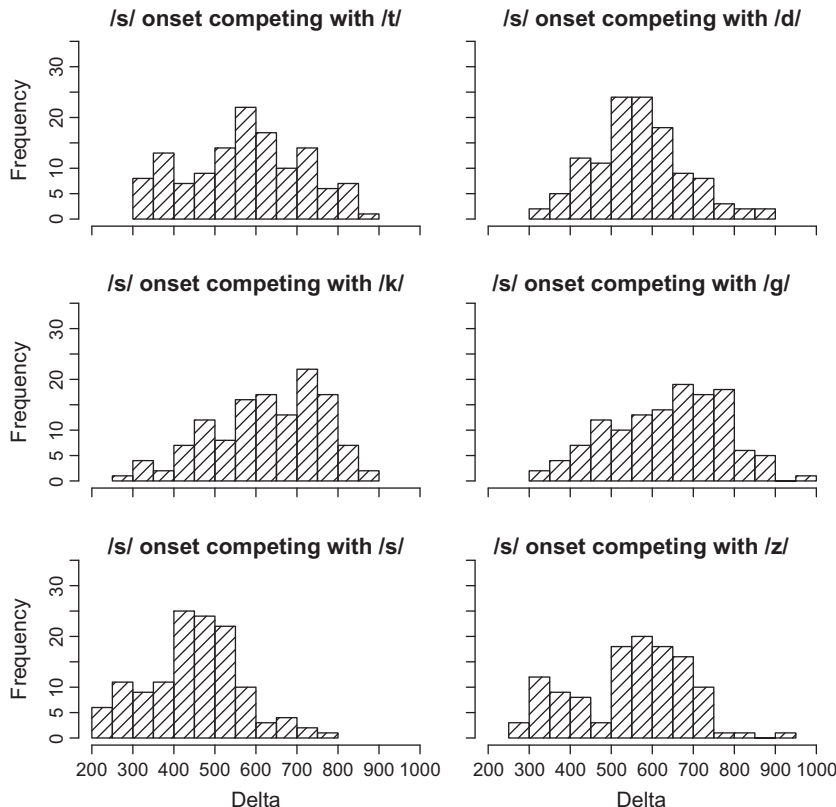 /s/ onset competing with /t/
/s/ onset competing with /d/
Frequency
0 5 10 20 30
/s/ onset competing with /k/
/s/ onset competing with /g/
Frequency
0 5 10 20 30
/s/ onset competing with /s/
/s/ onset competing with /z/
Frequency
0 5 10 20 30
200 300 400 500 600 700 800 900 1000
200 300 400 500 600 700 800 900 1000
Delta
Delta